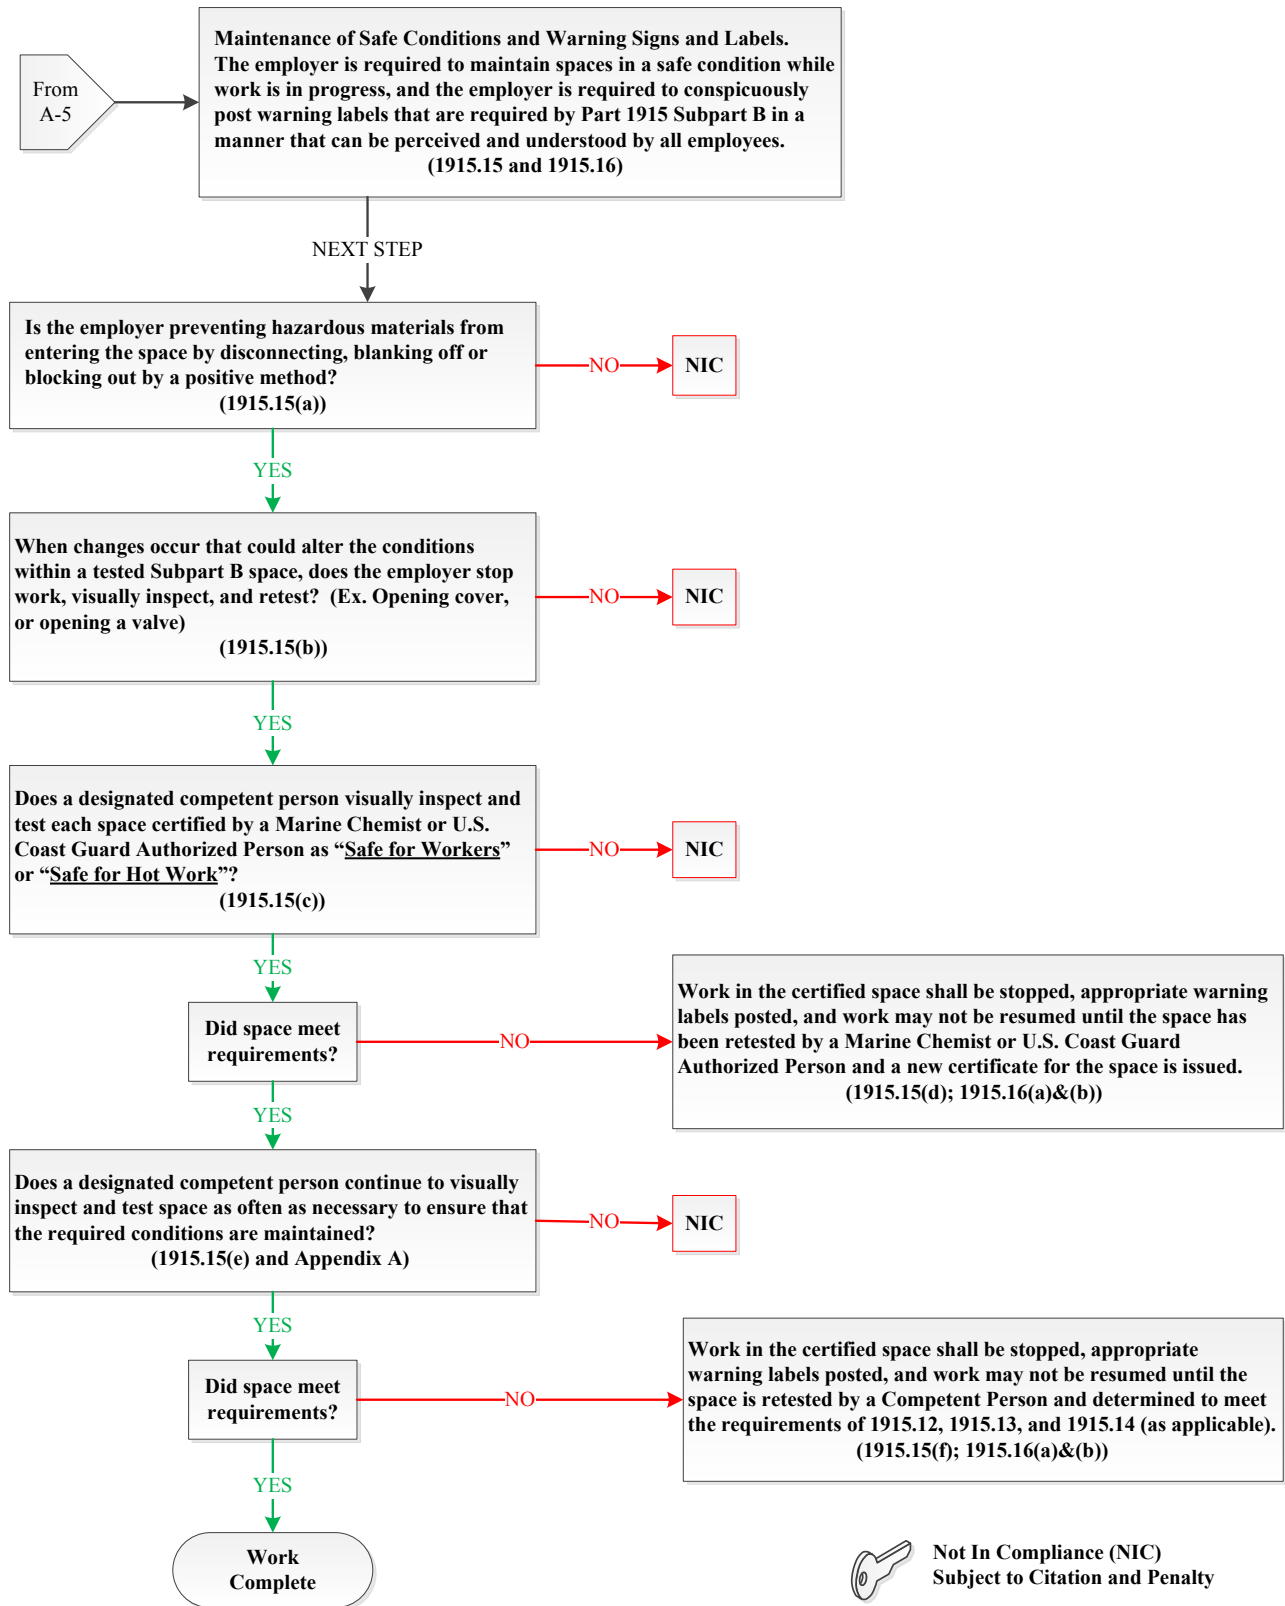 From
A-5
Maintenance of Safe Conditions and Warning Signs and Labels.
The employer is required to maintain spaces in a safe condition while
work is in progress, and the employer is required to conspicuously
post warning labels that are required by Part 1915 Subpart B in a
manner that can be perceived and understood by all employees.
(1915.15 and 1915.16)
NEXT STEP
Is the employer preventing hazardous materials from
entering the space by disconnecting, blanking off or
blocking out by a positive method?
(1915.15(a))
NO
NIC
YES
When changes occur that could alter the conditions
within a tested Subpart B space, does the employer stop
work, visually inspect, and retest?  (Ex. Opening cover,
or opening a valve)
(1915.15(b))
NO
NIC
YES
Does a designated competent person visually inspect and
test each space certified by a Marine Chemist or U.S.
Coast Guard Authorized Person as “Safe for Workers”
or “Safe for Hot Work”?
(1915.15(c))
NO
NIC
YES
Did space meet
requirements?
NO
Work in the certified space shall be stopped, appropriate warning
labels posted, and work may not be resumed until the space has
been retested by a Marine Chemist or U.S. Coast Guard
Authorized Person and a new certificate for the space is issued.
(1915.15(d); 1915.16(a)&(b))
YES
Does a designated competent person continue to visually
inspect and test space as often as necessary to ensure that
the required conditions are maintained?
(1915.15(e) and Appendix A)
NO
NIC
YES
Did space meet
requirements?
NO
Work in the certified space shall be stopped, appropriate
warning labels posted, and work may not be resumed until the
space is retested by a Competent Person and determined to meet
the requirements of 1915.12, 1915.13, and 1915.14 (as applicable).
(1915.15(f); 1915.16(a)&(b))
YES
Work
Complete
Not In Compliance (NIC)
Subject to Citation and Penalty